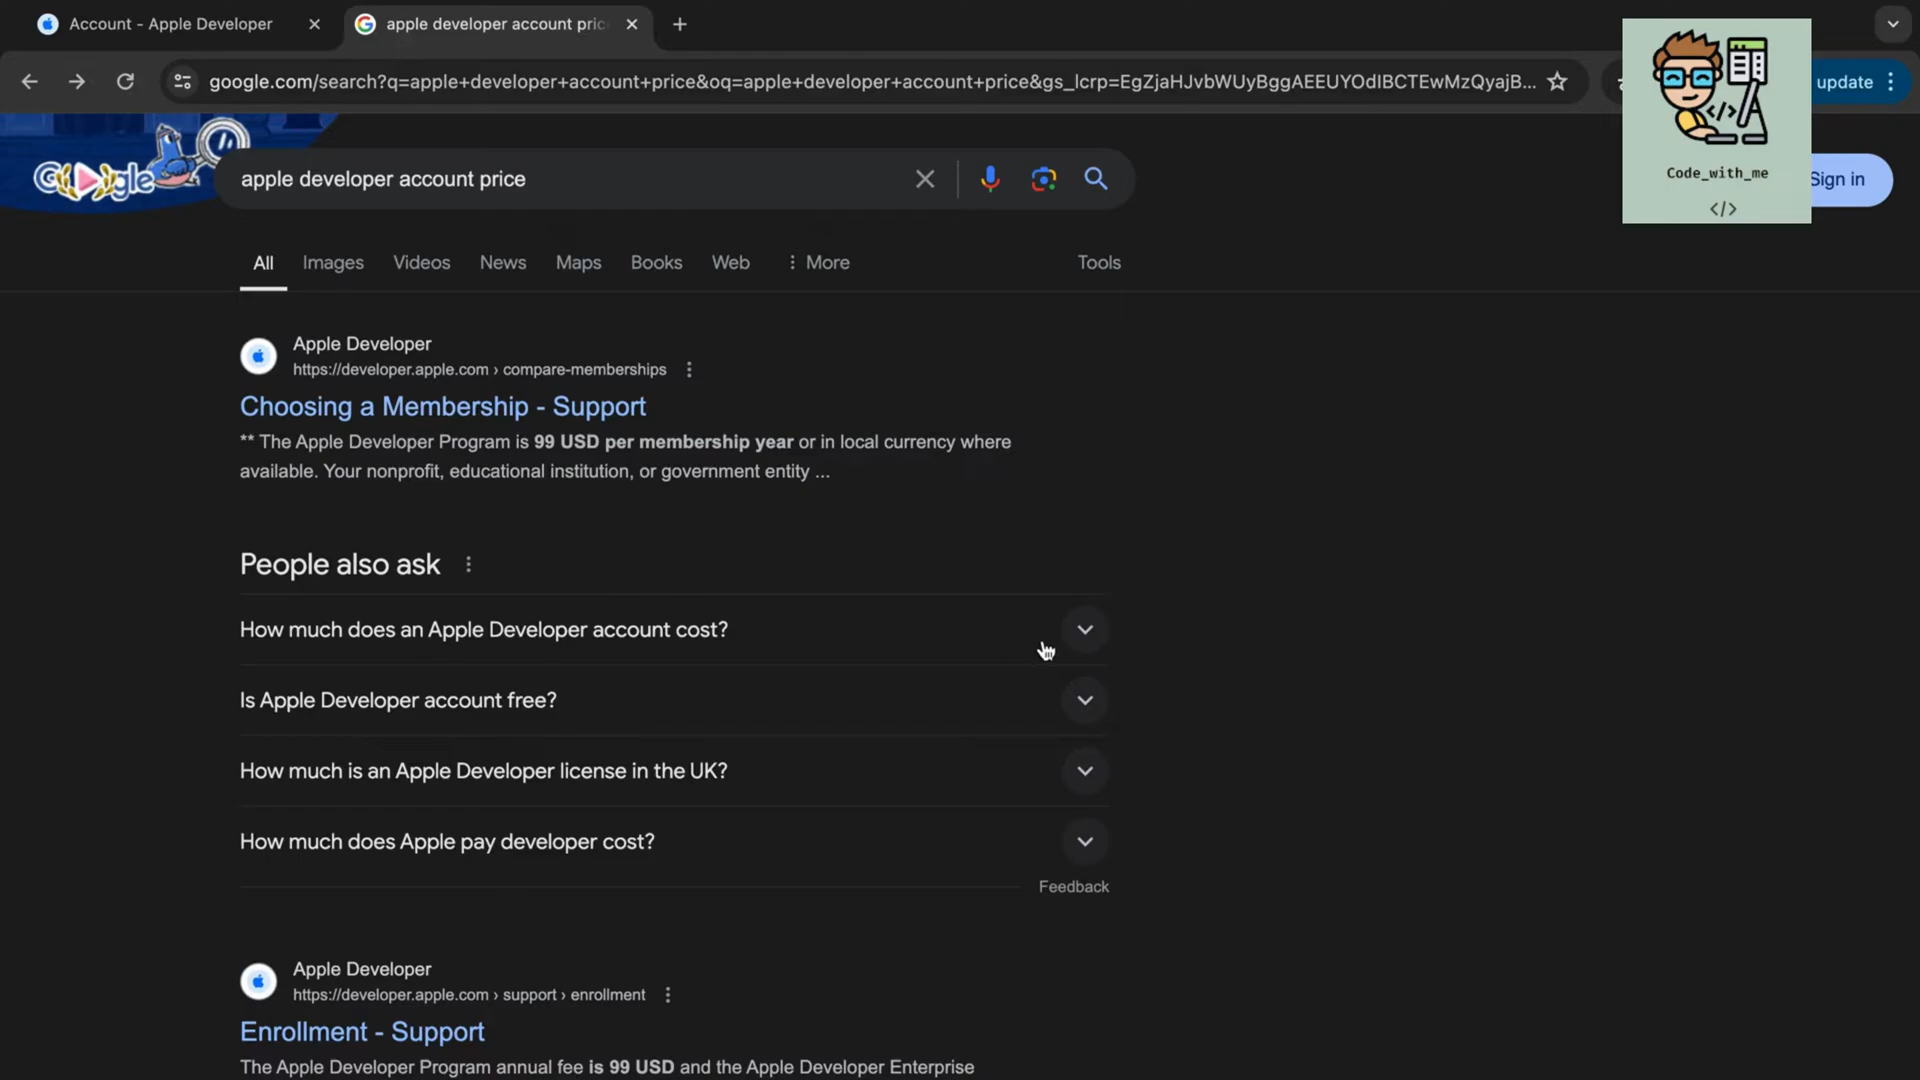 Account - Apple Developer
apple developer account pric
google.com/search?q=apple+developer+account+price&oq=apple+developer+account+price&gs_lcrp=EgZjaHJvbWUyBggAEEUYOdIBCTEwMzQyajB...
update
Google
apple developer account price
Sign in
Code_with_me
</>
All
Images
Videos
News
Maps
Books
Web
More
Tools
Apple Developer
https://developer.apple.com › compare-memberships
Choosing a Membership - Support
** The Apple Developer Program is 99 USD per membership year or in local currency where
available. Your nonprofit, educational institution, or government entity ...
People also ask
How much does an Apple Developer account cost?
Is Apple Developer account free?
How much is an Apple Developer license in the UK?
How much does Apple pay developer cost?
Feedback
Apple Developer
https://developer.apple.com › support › enrollment
Enrollment - Support
The Apple Developer Program annual fee is 99 USD and the Apple Developer Enterprise